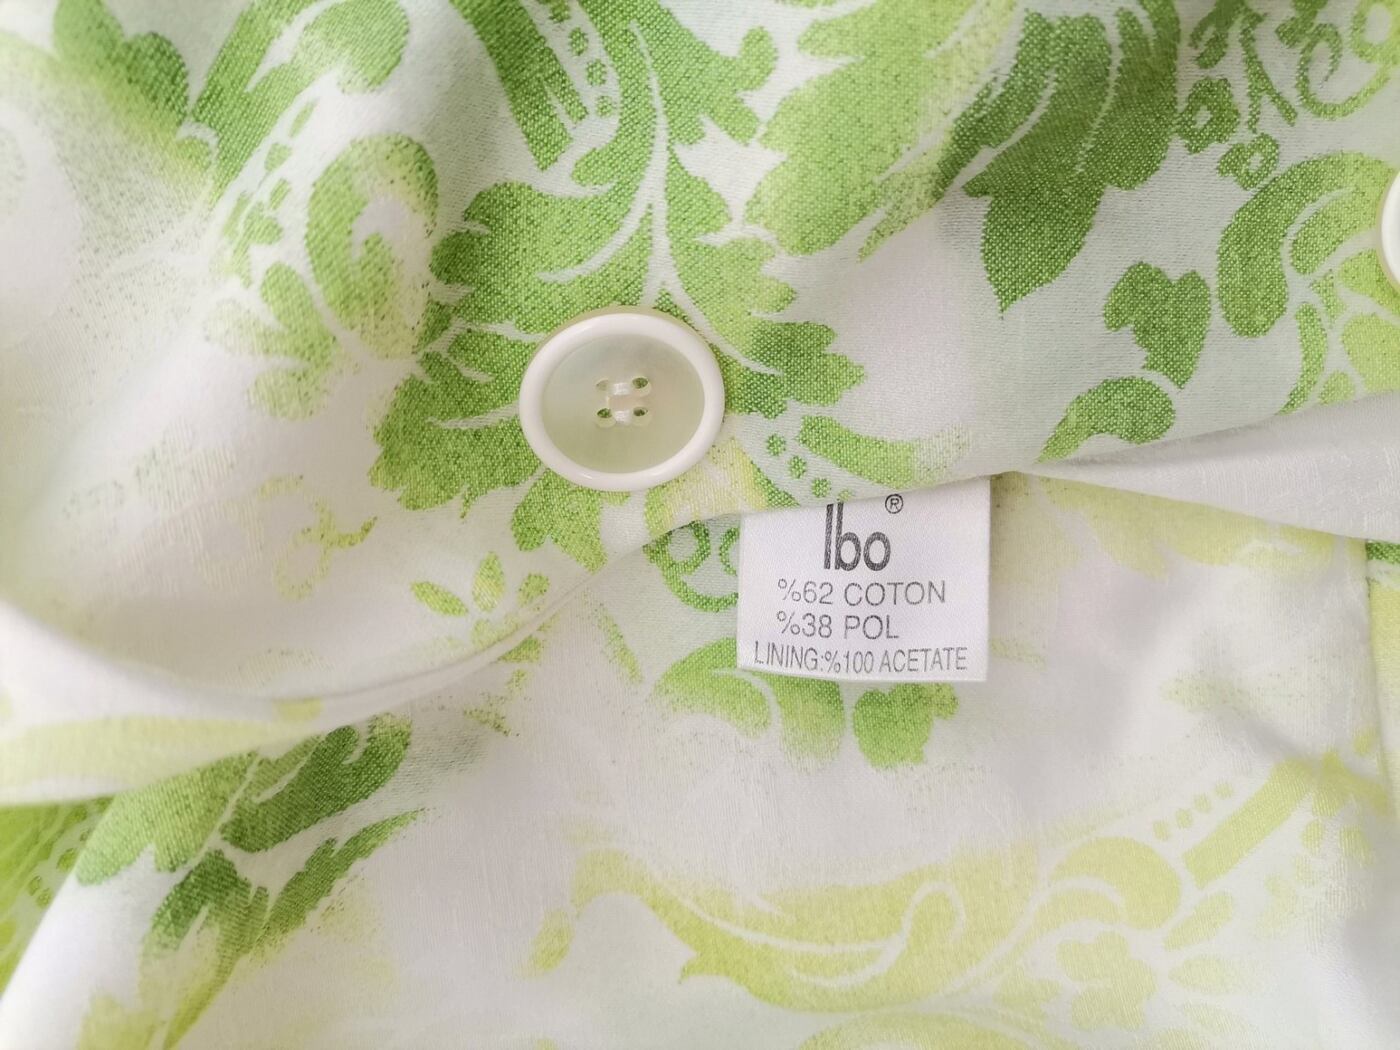 lbo®
%62 COTON
%38 POL
LINING:%100 ACETATE